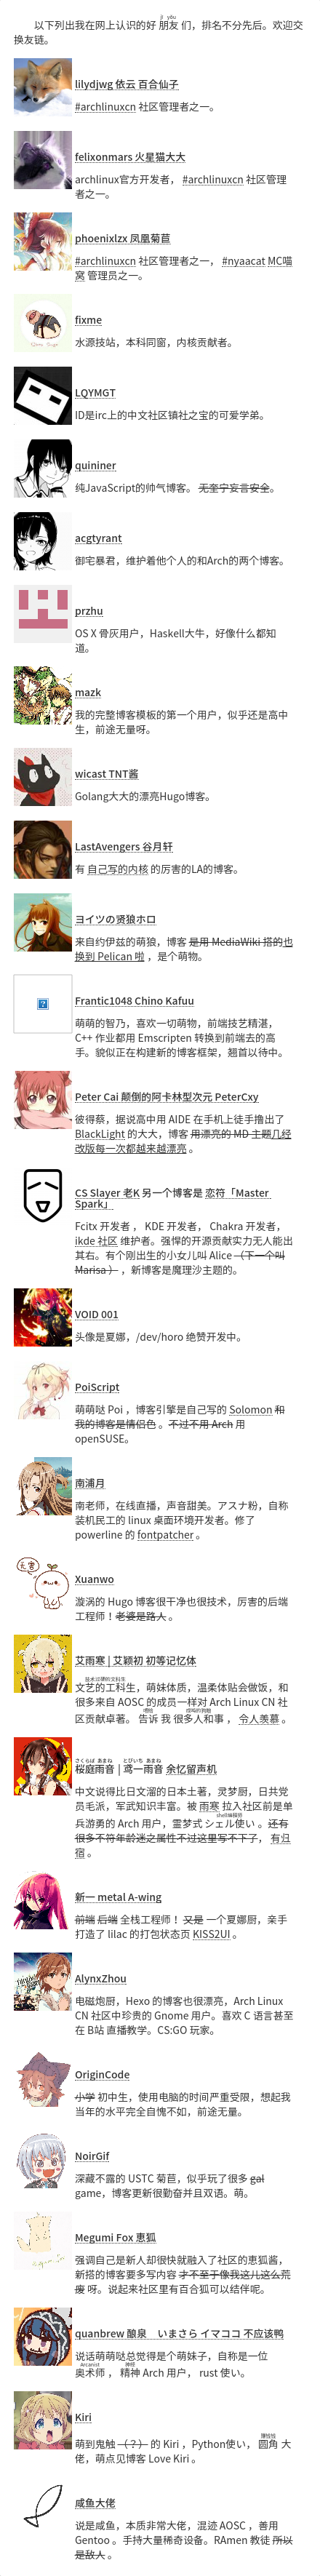 以下列出我在网上认识的好 朋友 们，排名不分先后。欢迎交
换友链。
lilydjwg 依云 百合仙子
#archlinuxcn 社区管理者之一。
felixonmars 火星猫大大
archlinux官方开发者， #archlinuxcn 社区管理
者之一。
phoenixlzx 凤凰菊苣
#archlinuxcn 社区管理者之一， #nyaacat MC喵
窝 管理员之一。
fixme
水源技站，本科同窗，内核贡献者。
LQYMGT
ID是irc上的中文社区镇社之宝的可爱学弟。
quininer
纯JavaScript的帅气博客。 无奎宁妄言安全。
acgtyrant
御宅暴君，维护着他个人的和Arch的两个博客。
przhu
OS X 骨灰用户，Haskell大牛，好像什么都知
道。
mazk
我的完整博客模板的第一个用户，似乎还是高中
生，前途无量呀。
wicast TNT酱
Golang大大的漂亮Hugo博客。
LastAvengers 谷月轩
有 自己写的内核 的厉害的LA的博客。
ヨイツの贤狼ホロ
来自约伊兹的萌狼，博客 是用 MediaWiki 搭的也
换到 Pelican 啦 ，是个萌物。
Frantic1048 Chino Kafuu
萌萌的智乃，喜欢一切萌物，前端技艺精湛，
C++ 作业都用 Emscripten 转换到前端去的高
手。貌似正在构建新的博客框架，翘首以待中。
Peter Cai 颠倒的阿卡林型次元 PeterCxy
彼得蔡，据说高中用 AIDE 在手机上徒手撸出了
BlackLight 的大大，博客 用漂亮的 MD 主题几经
改版每一次都越来越漂亮 。
CS Slayer 老K 另一个博客是 恋符「Master
Spark」
Fcitx 开发者 ， KDE 开发者， Chakra 开发者，
ikde 社区 维护者。强悍的开源贡献实力无人能出
其右。有个刚出生的小女儿叫 Alice （下一个叫
Marisa ） ，新博客是魔理沙主题的。
VOID 001
头像是夏娜，/dev/horo 绝赞开发中。
PoiScript
萌萌哒 Poi ，博客引擎是自己写的 Solomon 和
我的博客是情侣色 。不过不用 Arch 用
openSUSE。
南浦月
南老师，在线直播，声音甜美。アスナ粉，自称
装机民工的 linux 桌面环境开发者。修了
powerline 的 fontpatcher 。
Xuanwo
漩涡的 Hugo 博客很干净也很技术，厉害的后端
工程师！老婆是路人 。
艾雨寒 | 艾颖初 初等记忆体
文艺的工科生，萌妹体质，温柔体贴会做饭，和
很多来自 AOSC 的成员一样对 Arch Linux CN 社
区贡献卓著。 告诉 我 很多人和事 ， 令人羡慕 。
桜庭雨音 | 鸢一雨音 余忆留声机
中文说得比日文溜的日本土著，灵梦厨，日共党
员毛派，军武知识丰富。被 雨寒 拉入社区前是单
兵游勇的 Arch 用户，霊梦式 シェル使い 。还有
很多不符年龄迷之属性不过这里写不下了， 有归
宿 。
新一 metal A-wing
前端 后端 全栈工程师！ 又是 一个夏娜厨，亲手
打造了 lilac 的打包状态页 KISS2UI 。
AlynxZhou
电磁炮厨，Hexo 的博客也很漂亮，Arch Linux
CN 社区中珍贵的 Gnome 用户。喜欢 C 语言甚至
在 B站 直播教学。CS:GO 玩家。
OriginCode
小学 初中生，使用电脑的时间严重受限，想起我
当年的水平完全自愧不如，前途无量。
NoirGif
深藏不露的 USTC 菊苣，似乎玩了很多 gal
game，博客更新很勤奋并且双语。萌。
Megumi Fox 恵狐
强调自己是新人却很快就融入了社区的恵狐酱，
新搭的博客要多写内容 才不至于像我这儿这么荒
废 呀。说起来社区里有百合狐可以结伴呢。
quanbrew 酿泉 いまさら イマココ 不应该鸭
说话萌萌哒总觉得是个萌妹子，自称是一位
奥术师 ， 精神 Arch 用户， rust 使い。
Kiri
萌到鬼触 （？） 的 Kiri ，Python使い， 圆角 大
佬，萌点见博客 Love Kiri 。
咸鱼大佬
说是咸鱼，本质非常大佬，混迹 AOSC ，善用
Gentoo 。手持大量稀奇设备。RAmen 教徒 所以
是敌人 。